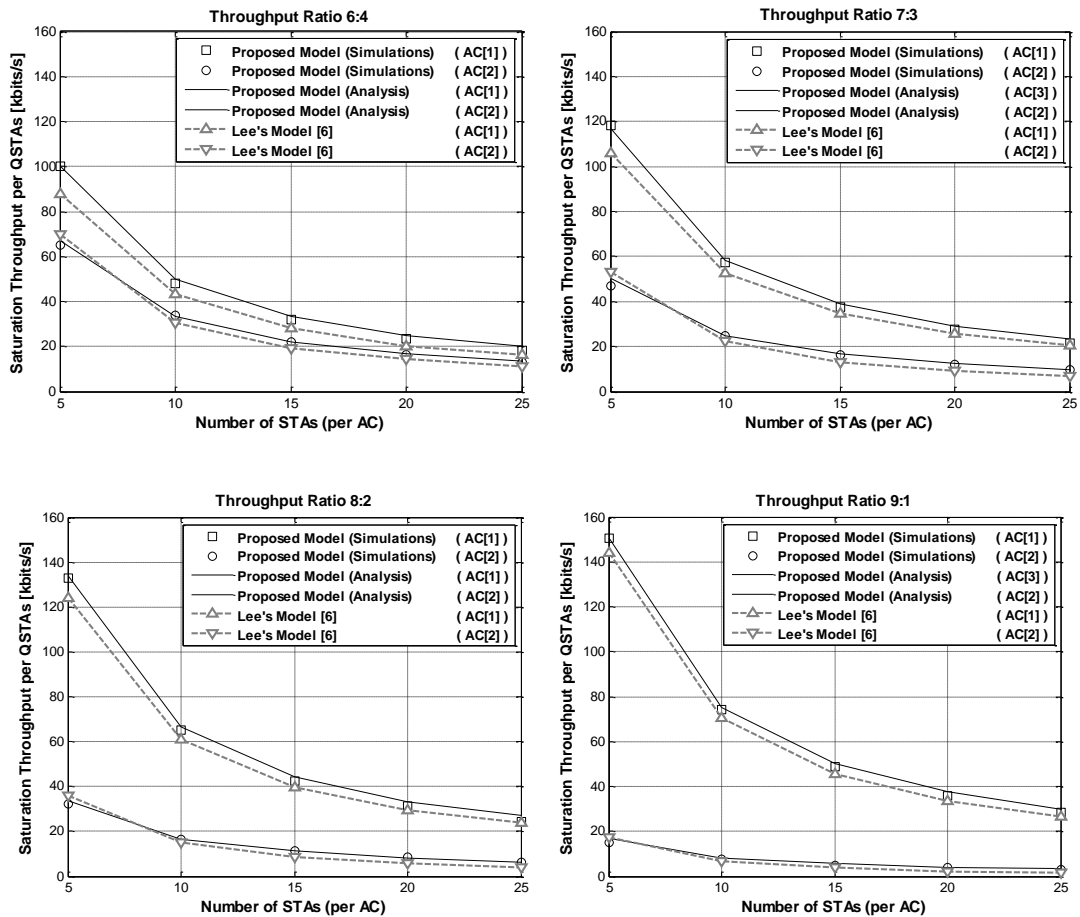 Throughput Ratio 6:4
Saturation Throughput per QSTAs [kbits/s]
160
140
120
100
80
60
40
20
0
Proposed Model (Simulations) ( AC[1] )
Proposed Model (Simulations) ( AC[2] )
Proposed Model (Analysis) ( AC[1] )
Proposed Model (Analysis) ( AC[2] )
Lee's Model [6] ( AC[1] )
Lee's Model [6] ( AC[2] )
5 10 15 20 25
Number of STAs (per AC)
Throughput Ratio 7:3
Saturation Throughput per QSTAs [kbits/s]
160
140
120
100
80
60
40
20
0
Proposed Model (Simulations) ( AC[1] )
Proposed Model (Simulations) ( AC[2] )
Proposed Model (Analysis) ( AC[3] )
Proposed Model (Analysis) ( AC[2] )
Lee's Model [6] ( AC[1] )
Lee's Model [6] ( AC[2] )
5 10 15 20 25
Number of STAs (per AC)
Throughput Ratio 8:2
Saturation Throughput per QSTAs [kbits/s]
160
140
120
100
80
60
40
20
0
Proposed Model (Simulations) ( AC[1] )
Proposed Model (Simulations) ( AC[2] )
Proposed Model (Analysis) ( AC[1] )
Proposed Model (Analysis) ( AC[2] )
Lee's Model [6] ( AC[1] )
Lee's Model [6] ( AC[2] )
5 10 15 20 25
Number of STAs (per AC)
Throughput Ratio 9:1
Saturation Throughput per QSTAs [kbits/s]
160
140
120
100
80
60
40
20
0
Proposed Model (Simulations) ( AC[1] )
Proposed Model (Simulations) ( AC[2] )
Proposed Model (Analysis) ( AC[3] )
Proposed Model (Analysis) ( AC[2] )
Lee's Model [6] ( AC[1] )
Lee's Model [6] ( AC[2] )
5 10 15 20 25
Number of STAs (per AC)